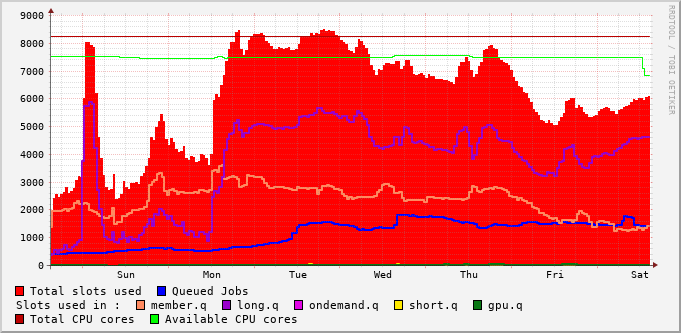 9000
8000
7000
6000
5000
4000
3000
2000
1000
0
Sun Mon Tue Wed Thu Fri Sat
RRDTOOL / TOBI OETIKER
Total slots used Queued Jobs
Slots used in : member.q long.q ondemand.q short.q gpu.q
Total CPU cores Available CPU cores